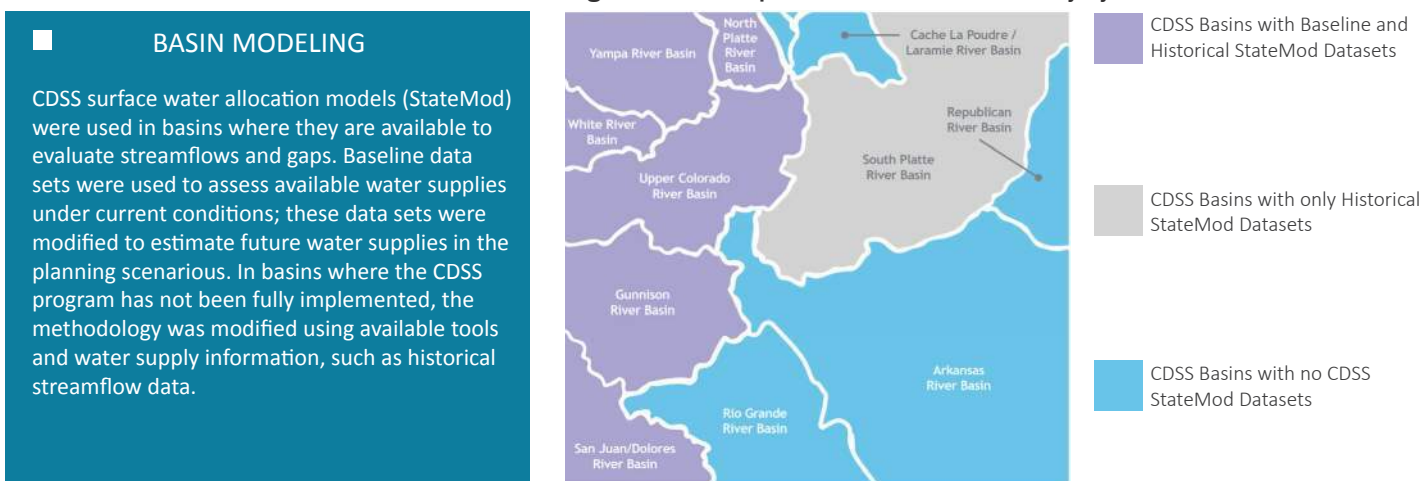 BASIN MODELING
CDSS surface water allocation models (StateMod)
were used in basins where they are available to
evaluate streamflows and gaps. Baseline data
sets were used to assess available water supplies
under current conditions; these data sets were
modified to estimate future water supplies in the
planning scenarious. In basins where the CDSS
program has not been fully implemented, the
methodology was modified using available tools
and water supply information, such as historical
streamflow data.
North
Platte
River
Basin
Yampa River Basin
Cache La Poudre /
Laramie River Basin
White River
Basin
Republican
River Basin
South Platte
River Basin
Upper Colorado
River Basin
Gunnison
River Basin
Arkansas
River Basin
Rio Grande
River Basin
San Juan/Dolores
River Basin
CDSS Basins with Baseline and
Historical StateMod Datasets
CDSS Basins with only Historical
StateMod Datasets
CDSS Basins with no CDSS
StateMod Datasets